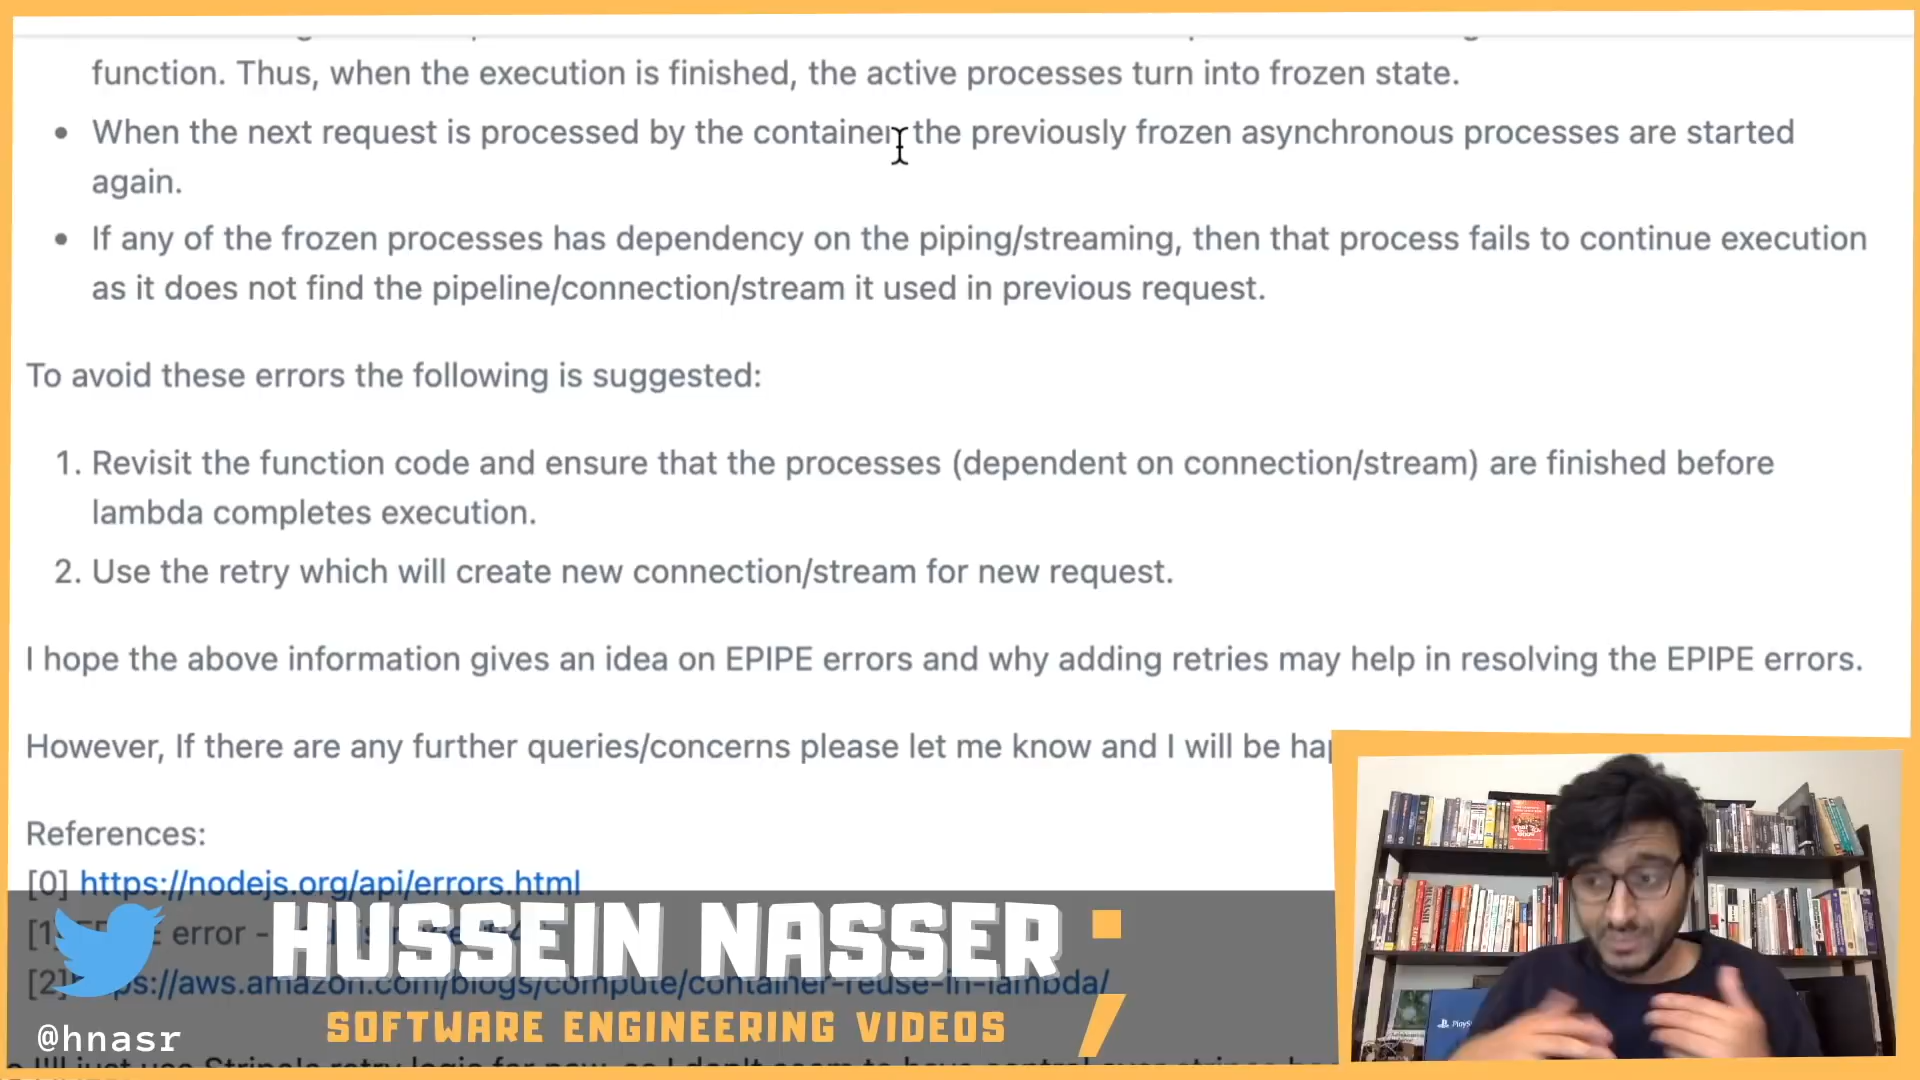 function. Thus, when the execution is finished, the active processes turn into frozen state.
• When the next request is processed by the container the previously frozen asynchronous processes are started
again.
• If any of the frozen processes has dependency on the piping/streaming, then that process fails to continue execution
as it does not find the pipeline/connection/stream it used in previous request.
To avoid these errors the following is suggested:
1. Revisit the function code and ensure that the processes (dependent on connection/stream) are finished before
lambda completes execution.
2. Use the retry which will create new connection/stream for new request.
I hope the above information gives an idea on EPIPE errors and why adding retries may help in resolving the EPIPE errors.
However, If there are any further queries/concerns please let me know and I will be
References:
[0] https://nodejs.org/api/errors.html
error -
[2] ps://aws.amazon.com/blogs/compute/container-reuse-in-lambda/
HUSSEIN NASSER ;
SOFTWARE ENGINEERING VIDEOS
@hnasr